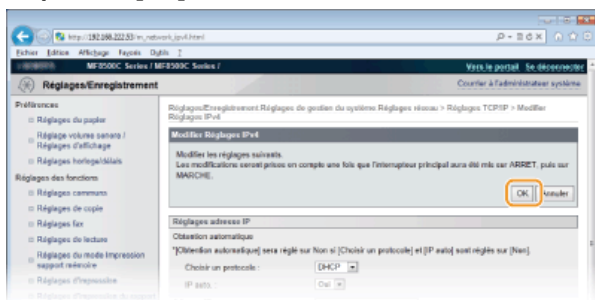 http://192.168.222.53/m_network_ipv4.html
Fichier Edition Affichage Favoris Outils ?
MF8500C Series / MF8500C Series /
Vers le portail Se déconnecter
Réglages/Enregistrement
Courrier à l'administrateur système
Préférences
Réglages du papier
Réglage volume sonore /
Réglages d'affichage
Réglages horloge/délais
Réglages des fonctions
Réglages communs
Réglages de copie
Réglages fax
Réglages de lecture
Réglages du mode Impression
support mémoire
Réglages d'impression
Réglages/Enregistrement:Réglages de gestion du système:Réglages réseau > Réglages TCP/IP > Modifier
Réglages IPv4
Modifier Réglages IPv4
Modifier les réglages suivants.
Les modifications seront prises en compte une fois que l'interrupteur principal aura été mis sur ARRET, puis sur
MARCHE.
OK Annuler
Réglages adresse IP
Obtention automatique
*[Obtention automatique] sera réglé sur Non si [Choisir un protocole] et [IP auto] sont réglés sur [Non].
Choisir un protocole : DHCP
IP auto. : Oui